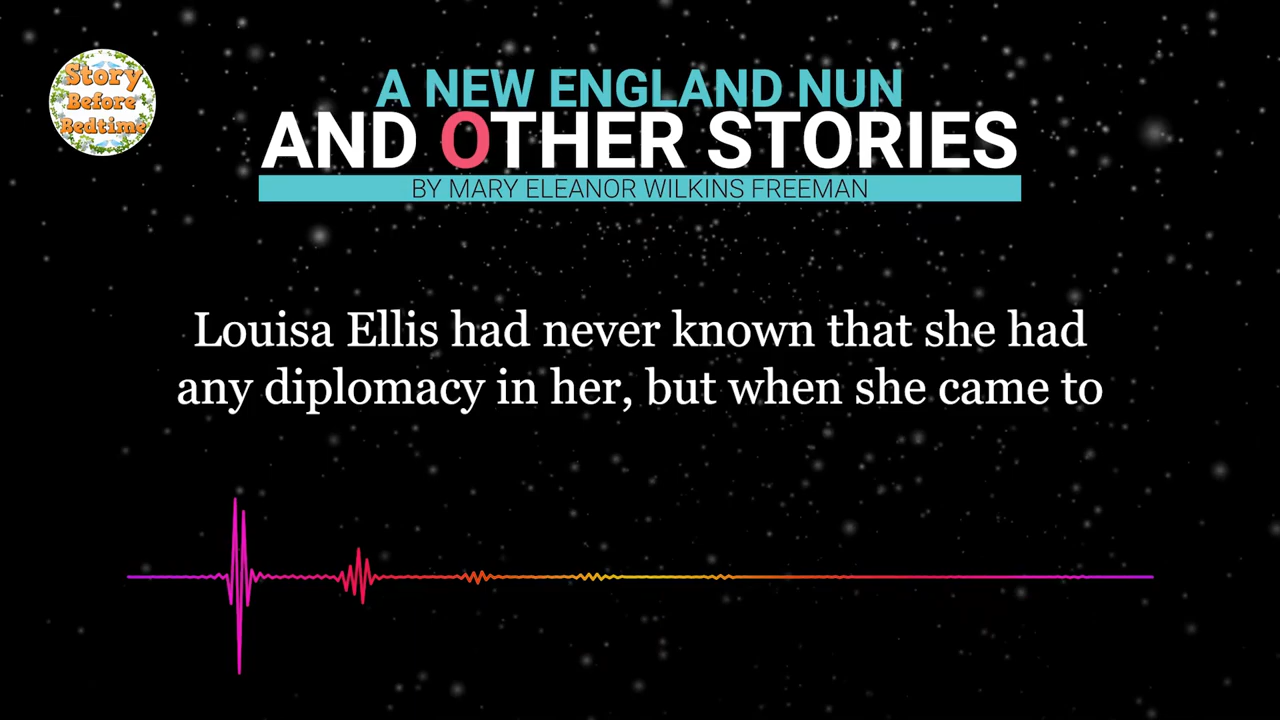 Story
Before
Bedtime
A NEW ENGLAND NUN
AND OTHER STORIES
BY MARY ELEANOR WILKINS FREEMAN
Louisa Ellis had never known that she had
any diplomacy in her, but when she came to